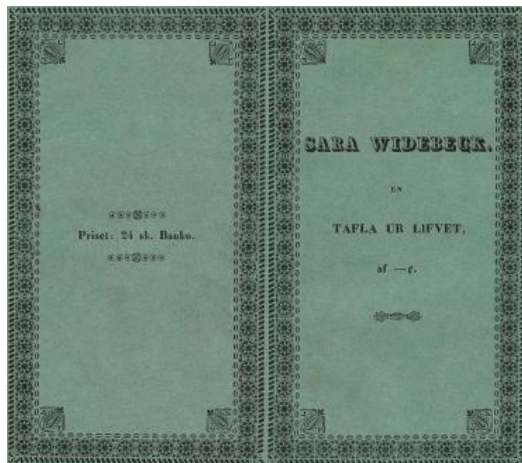 Priset: 24 sk. Banko.
SARA WIDEBECK.
EN
TAFLA UR LIFVET,
af —e.